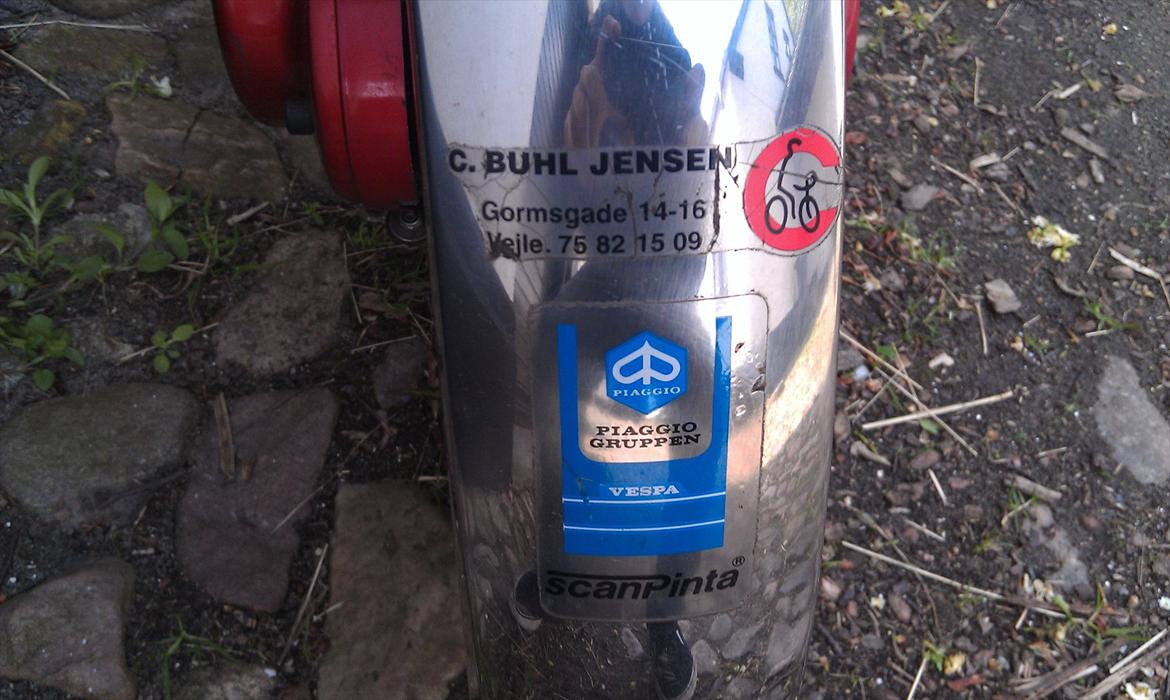 C. BUHL JENSEN
Gormsgade 14-16
Vejle. 75 82 15 09
PIAGGIO
PIAGGIO
GRUPPEN
VESPA
scanPinta®